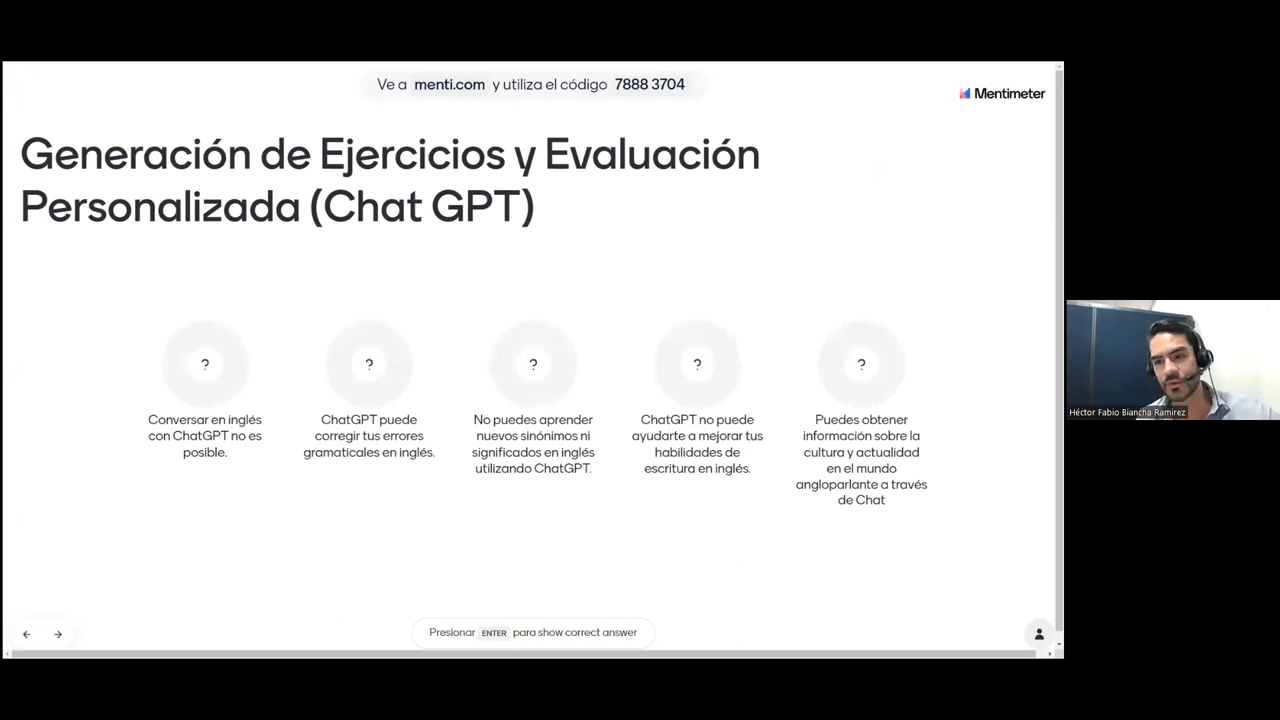 Ve a menti.com y utiliza el código 7888 3704
Mentimeter
Generación de Ejercicios y Evaluación
Personalizada (Chat GPT)
?
?
?
?
?
Conversar en inglés
con ChatGPT no es
posible.
ChatGPT puede
corregir tus errores
gramaticales en inglés.
No puedes aprender
nuevos sinónimos ni
significados en inglés
utilizando ChatGPT.
ChatGPT no puede
ayudarte a mejorar tus
habilidades de
escritura en inglés.
Puedes obtener
información sobre la
cultura y actualidad
en el mundo
angloparlante a través
de Chat
Héctor Fabio Biancha Ramirez
Presionar ENTER para show correct answer